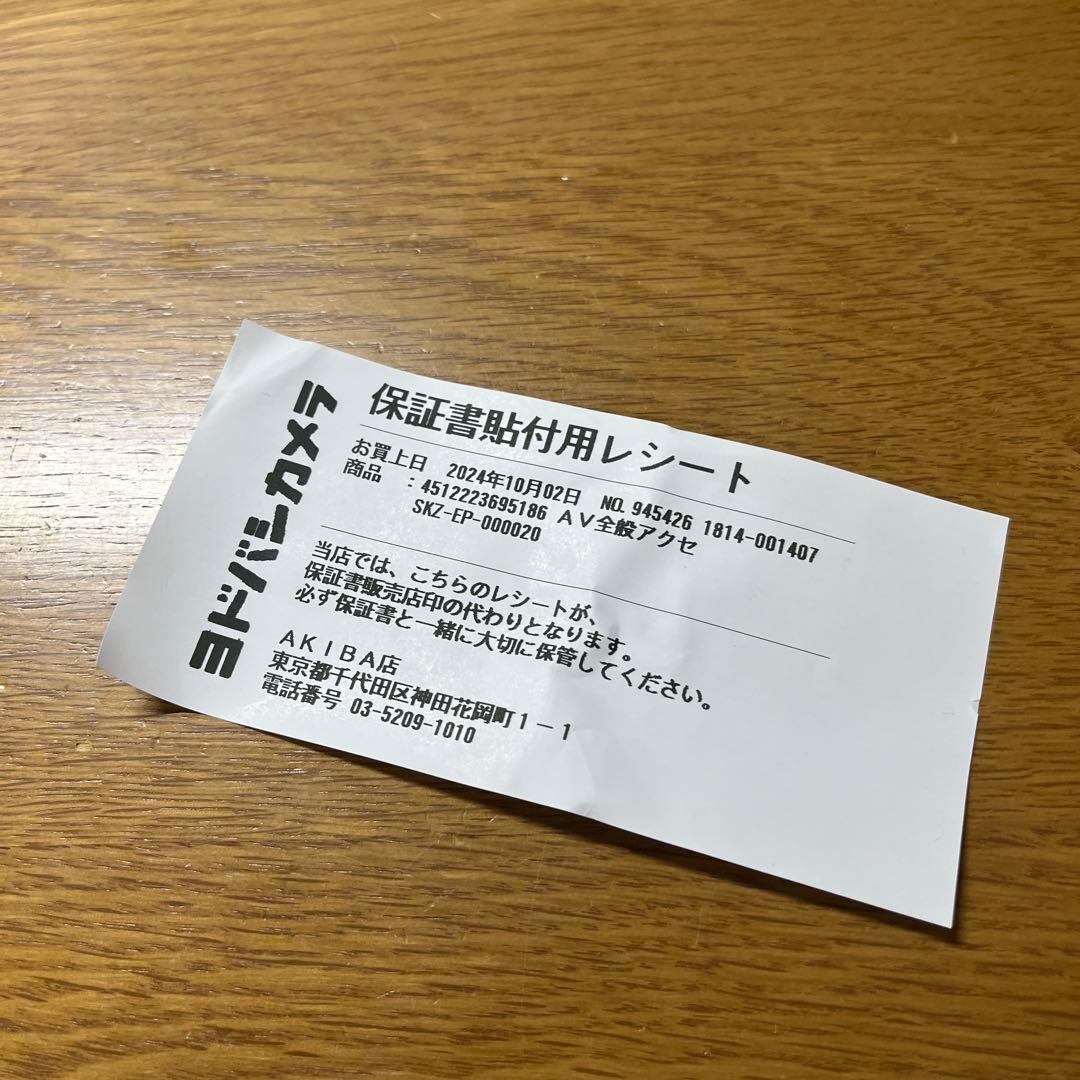 ヨドバシカメラ
保証書貼付用レシート
お買上日 2024年10月02日 NO. 945426 1814-001407
商品 :4512223695186 AV全般アクセ
SKZ-EP-000020
当店では、こちらのレシートが、
保証書販売店印の代わりとなります。
必ず保証書と一緒に大切に保管してください。
AKIBA店
東京都千代田区神田花岡町1-1
電話番号 03-5209-1010